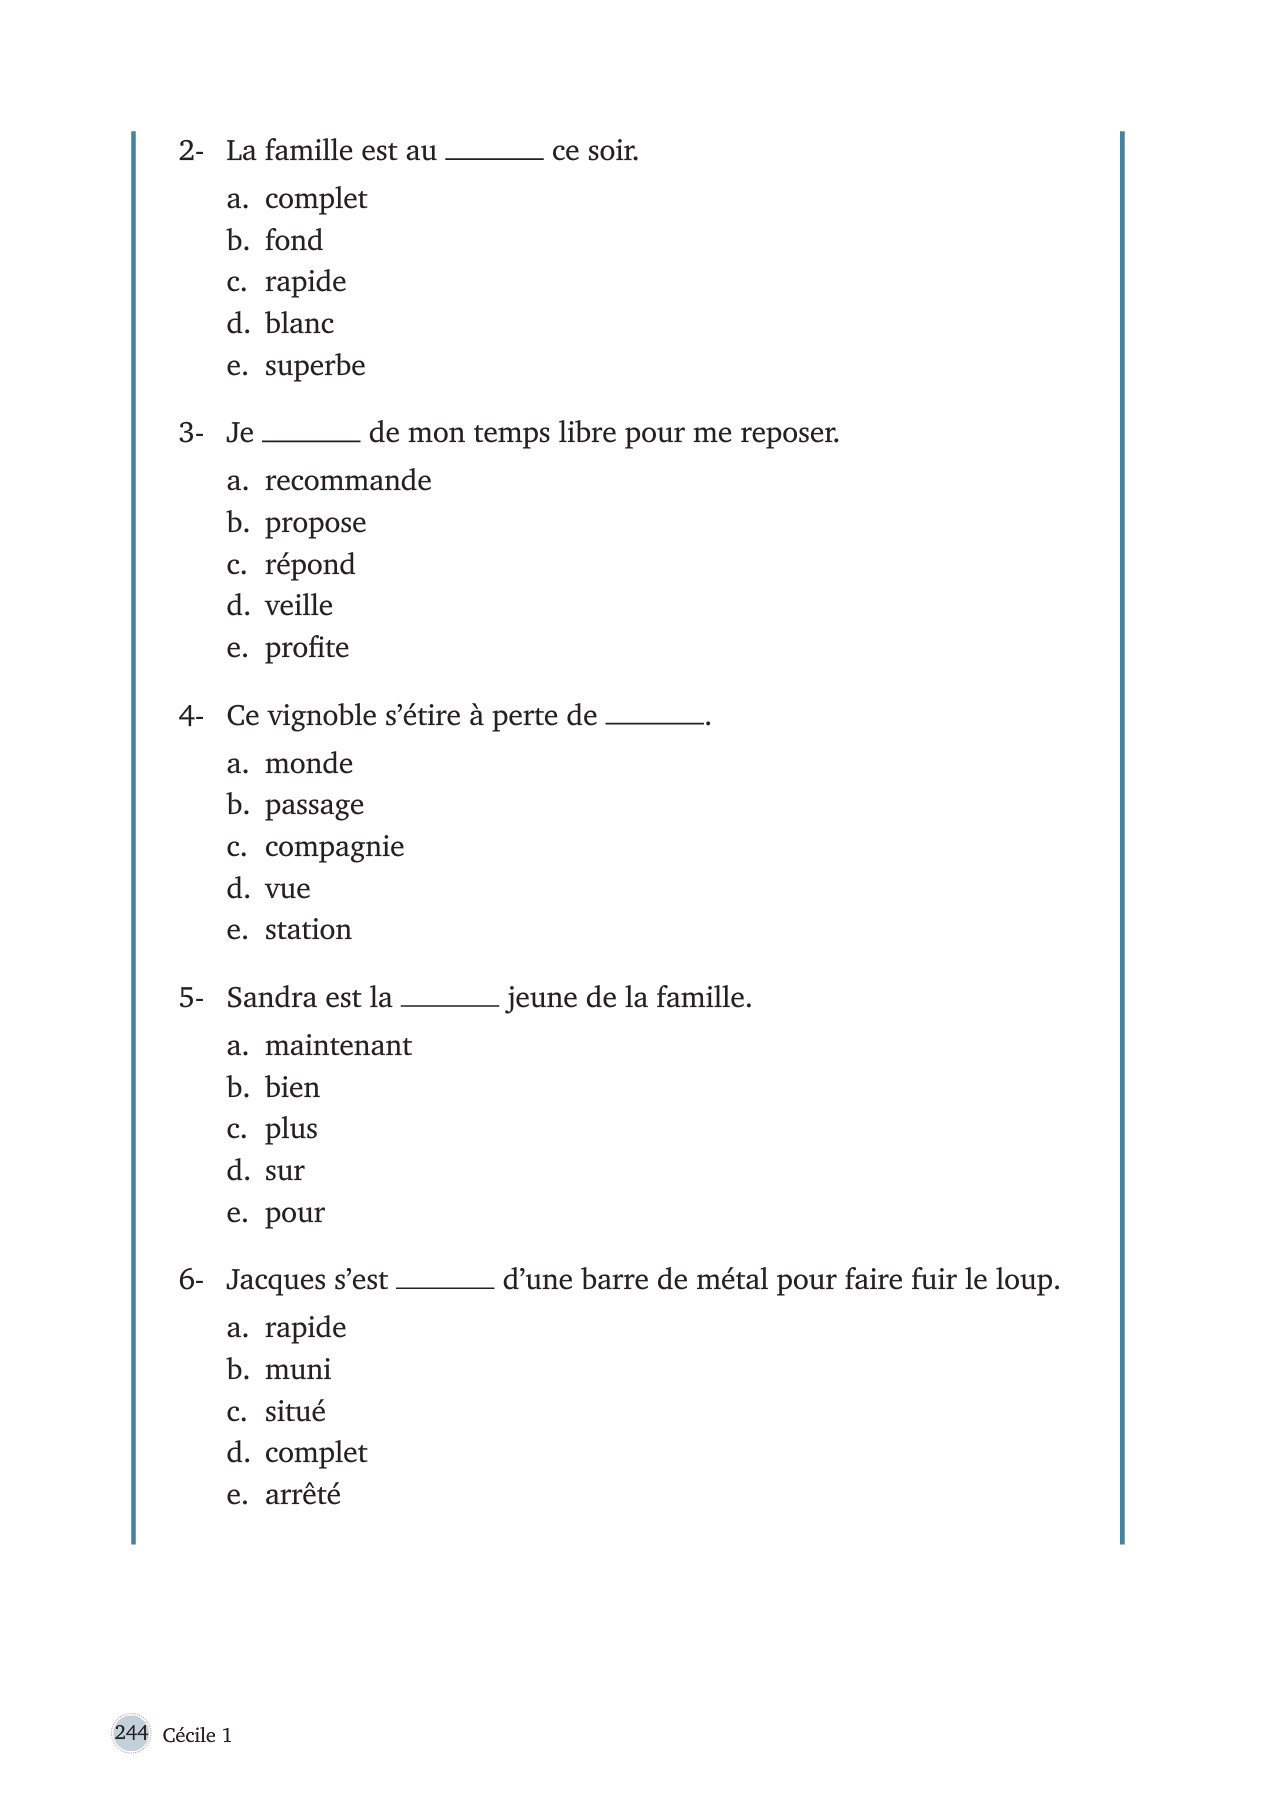 2- La famille est au _______ ce soir.
a. complet
b. fond
c. rapide
d. blanc
e. superbe
3- Je _______ de mon temps libre pour me reposer.
a. recommande
b. propose
c. répond
d. veille
e. profite
4- Ce vignoble s’étire à perte de _______.
a. monde
b. passage
c. compagnie
d. vue
e. station
5- Sandra est la _______ jeune de la famille.
a. maintenant
b. bien
c. plus
d. sur
e. pour
6- Jacques s’est _______ d’une barre de métal pour faire fuir le loup.
a. rapide
b. muni
c. situé
d. complet
e. arrêté
244 Cécile 1